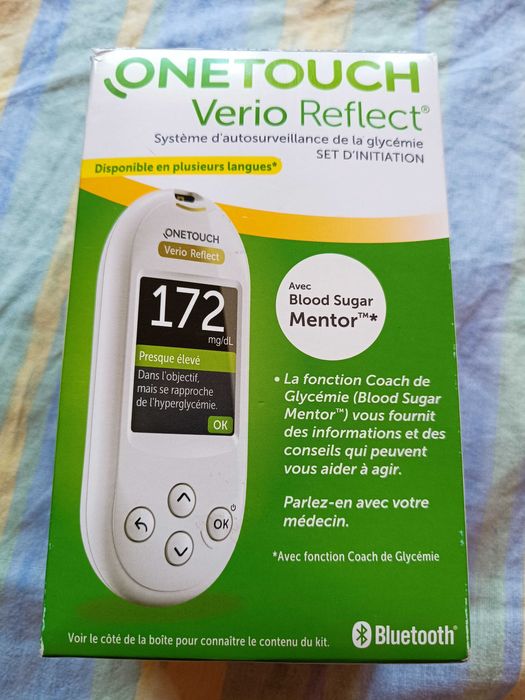 ONETOUCH
Verio Reflect®
Système d'autosurveillance de la glycémie
SET D'INITIATION
Disponible en plusieurs langues*
ONETOUCH
Verio Reflect
172
mg/dL
Presque élevé
Dans l'objectif,
mais se rapproche
de l'hyperglycémie.
OK
OK
Avec
Blood Sugar
Mentor™*
• La fonction Coach de
Glycémie (Blood Sugar
Mentor™) vous fournit
des informations et des
conseils qui peuvent
vous aider à agir.
Parlez-en avec votre
médecin.
*Avec fonction Coach de Glycémie
Voir le côté de la boîte pour connaître le contenu du kit.
Bluetooth®